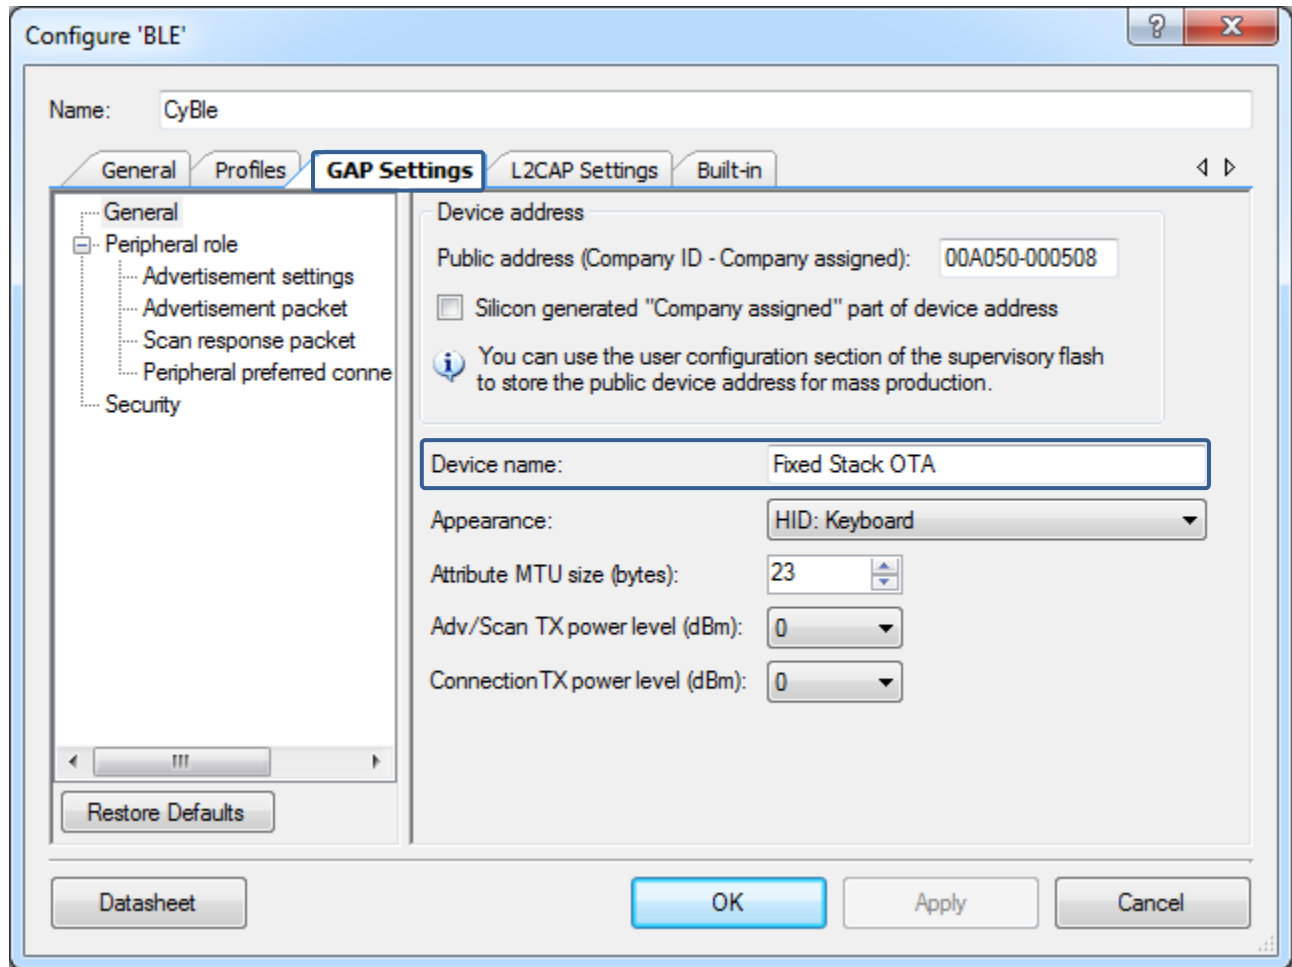 Configure 'BLE'
Name: CyBle
General Profiles GAP Settings L2CAP Settings Built-in
General
Peripheral role
Advertisement settings
Advertisement packet
Scan response packet
Peripheral preferred conne
Security
Restore Defaults
Device address
Public address (Company ID - Company assigned): 00A050-000508
Silicon generated "Company assigned" part of device address
You can use the user configuration section of the supervisory flash
to store the public device address for mass production.
Device name: Fixed Stack OTA
Appearance: HID: Keyboard
Attribute MTU size (bytes): 23
Adv/Scan TX power level (dBm): 0
ConnectionTX power level (dBm): 0
Datasheet OK Apply Cancel